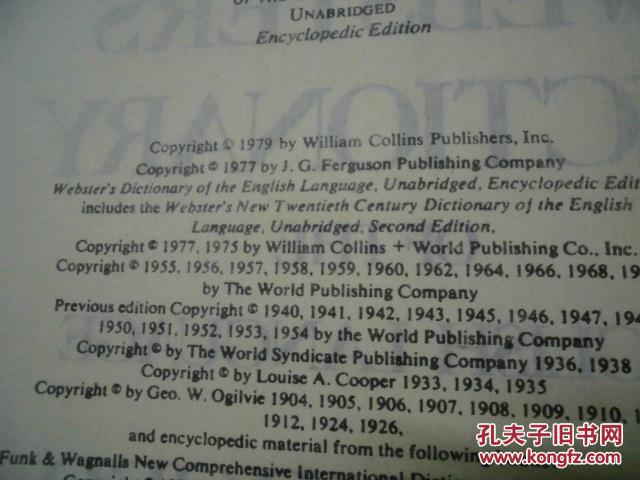 OF THE
UNABRIDGED
Encyclopedic Edition
Copyright © 1979 by William Collins Publishers, Inc.
Copyright © 1977 by J. G. Ferguson Publishing Company
Webster's Dictionary of the English Language, Unabridged, Encyclopedic Edit
includes the Webster's New Twentieth Century Dictionary of the English
Language, Unabridged, Second Edition,
Copyright © 1977, 1975 by William Collins + World Publishing Co., Inc.
Copyright © 1955, 1956, 1957, 1958, 1959, 1960, 1962, 1964, 1966, 1968, 19
by The World Publishing Company
Previous edition Copyright © 1940, 1941, 1942, 1943, 1945, 1946, 1947, 194
1950, 1951, 1952, 1953, 1954 by the World Publishing Company
Copyright © by The World Syndicate Publishing Company 1936, 1938
Copyright © by Louise A. Cooper 1933, 1934, 1935
Copyright © by Geo. W. Ogilvie 1904, 1905, 1906, 1907, 1908, 1909, 1910, 1
1912, 1924, 1926,
and encyclopedic material from the following
Funk & Wagnalls New Comprehensive International
孔夫子旧书网
www.kongfz.com